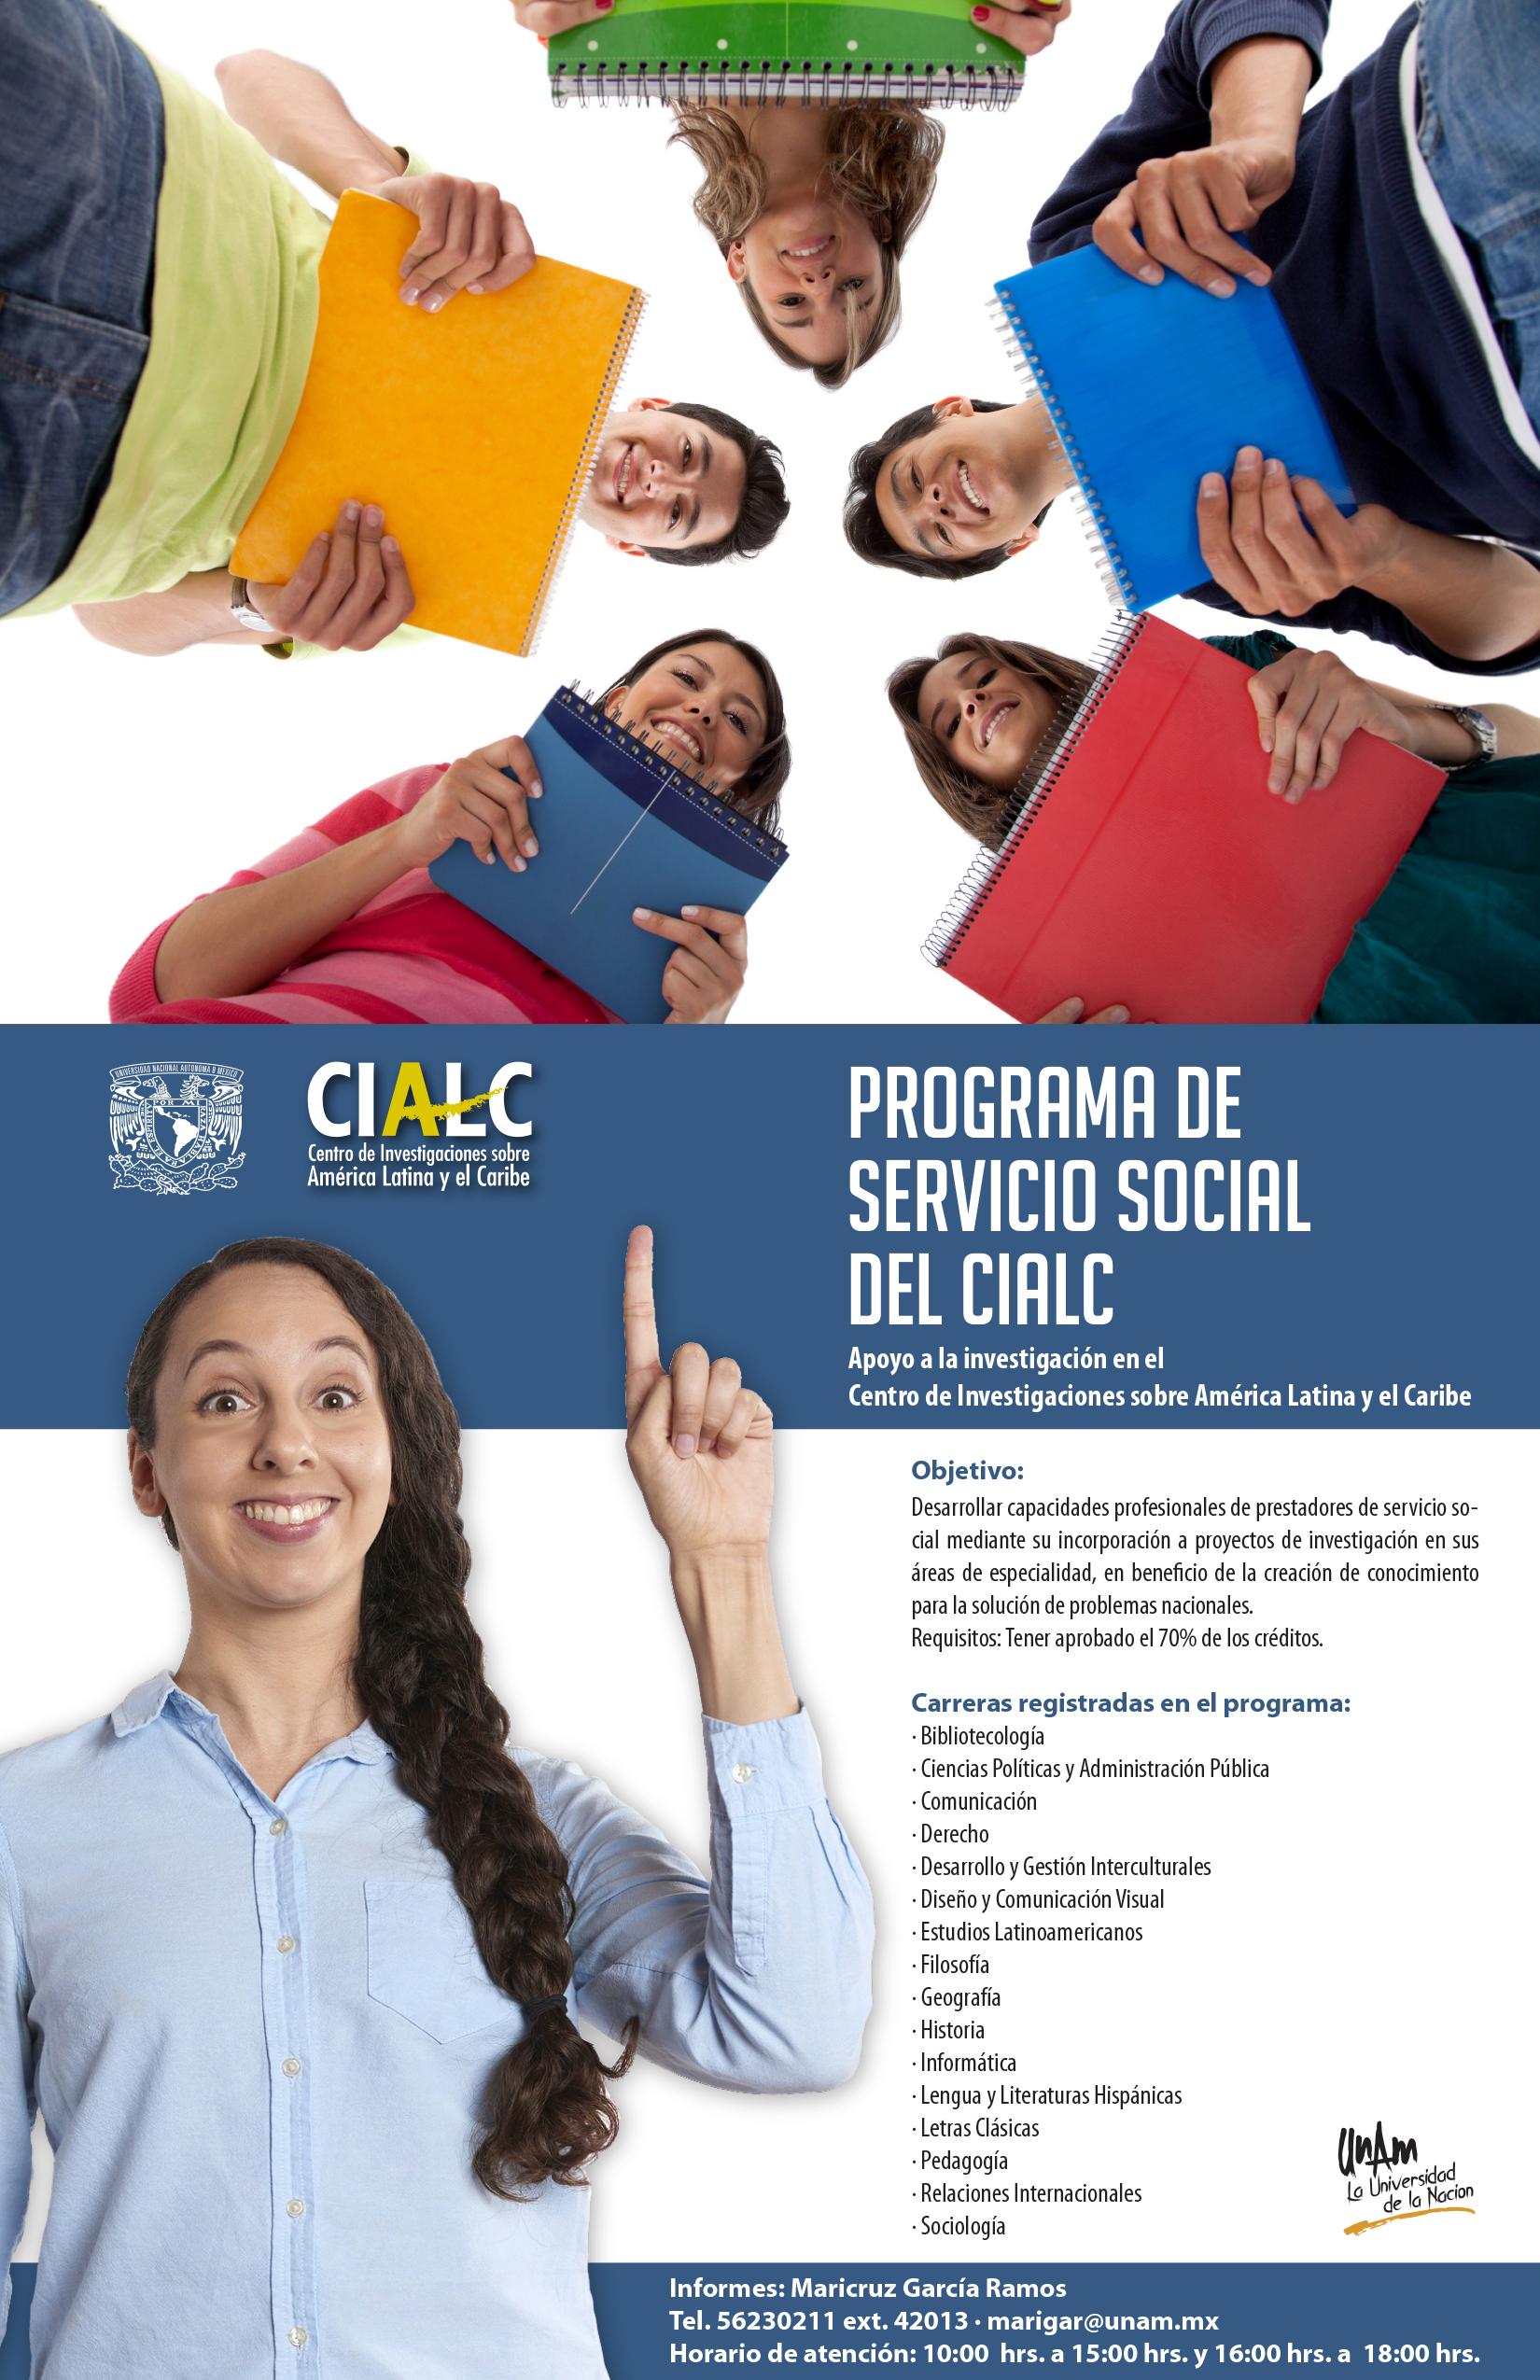 UNIVERSIDAD NACIONAL AUTONOMA D MEXICO
POR MI
CIALC
Centro de Investigaciones sobre
América Latina y el Caribe
PROGRAMA DE
SERVICIO SOCIAL
DEL CIALC
Apoyo a la investigación en el
Centro de Investigaciones sobre América Latina y el Caribe
Objetivo:
Desarrollar capacidades profesionales de prestadores de servicio so-
cial mediante su incorporación a proyectos de investigación en sus
áreas de especialidad, en beneficio de la creación de conocimiento
para la solución de problemas nacionales.
Requisitos: Tener aprobado el 70% de los créditos.
Carreras registradas en el programa:
· Bibliotecología
· Ciencias Políticas y Administración Pública
· Comunicación
· Derecho
· Desarrollo y Gestión Interculturales
· Diseño y Comunicación Visual
· Estudios Latinoamericanos
· Filosofía
· Geografía
· Historia
· Informática
· Lengua y Literaturas Hispánicas
· Letras Clásicas
· Pedagogía
· Relaciones Internacionales
· Sociología
UnAm
La Universidad
de la Nacion
Informes: Maricruz García Ramos
Tel. 56230211 ext. 42013 · marigar@unam.mx
Horario de atención: 10:00 hrs. a 15:00 hrs. y 16:00 hrs. a 18:00 hrs.